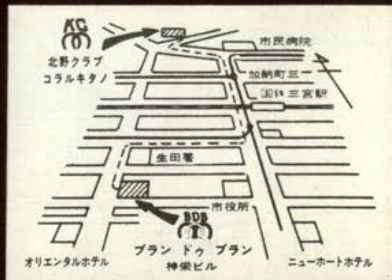 KC
北野クラブ
コラルキタノ
市民病院
加納町三
国鉄三宮駅
生田署
市役所
BDB
ブラン ドゥ ブラン
神栄ビル
オリエンタルホテル
ニューポートホテル